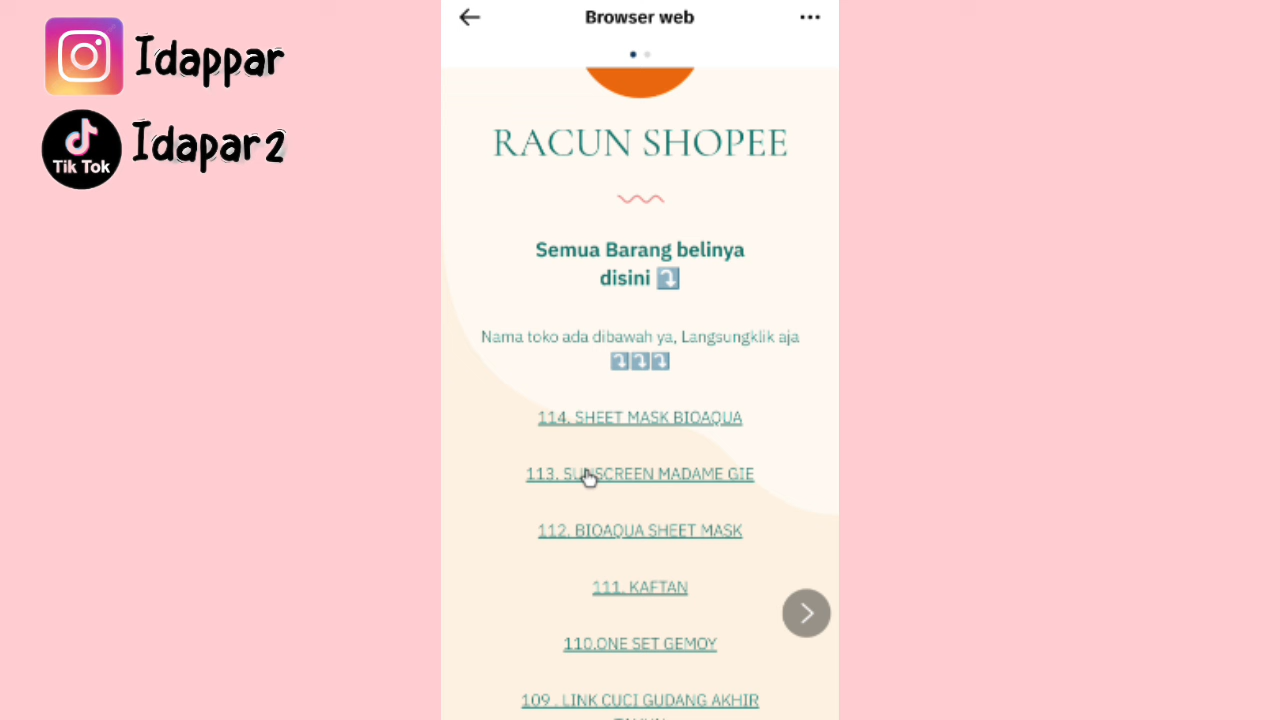 Idappar
Tik Tok
Idapar2
Browser web
RACUN SHOPEE
Semua Barang belinya
disini ⤵️
Nama toko ada dibawah ya, Langsungklik aja
⤵️⤵️⤵️
114. SHEET MASK BIOAQUA
113. SUNSCREEN MADAME GIE
112. BIOAQUA SHEET MASK
111. KAFTAN
110.ONE SET GEMOY
109 . LINK CUCI GUDANG AKHIR